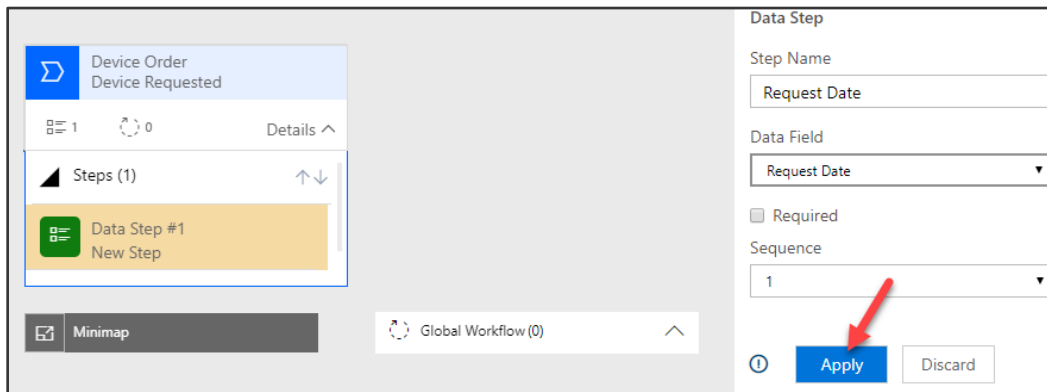 Device Order
Device Requested
1
0
Details
Steps (1)
Data Step #1
New Step
Minimap
Global Workflow (0)
Data Step
Step Name
Request Date
Data Field
Request Date
Required
Sequence
1
Apply
Discard